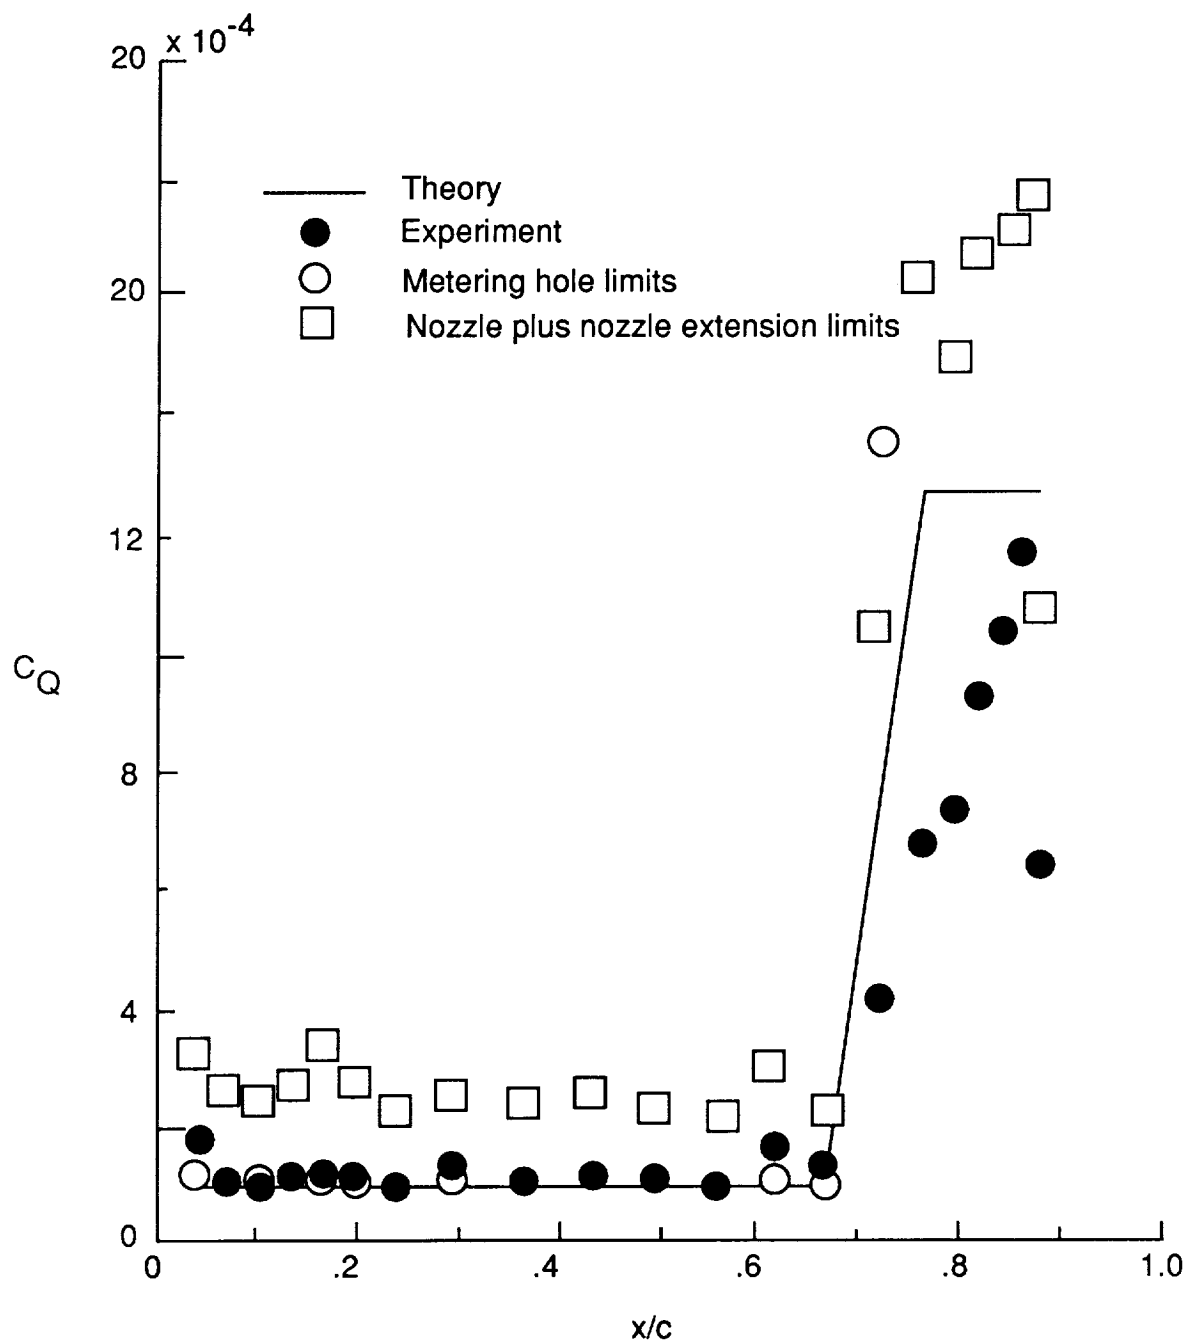 x 10-4
20
Theory
Experiment
Metering hole limits
Nozzle plus nozzle extension limits
20
12
CQ
8
4
0
0 .2 .4 .6 .8 1.0
x/c